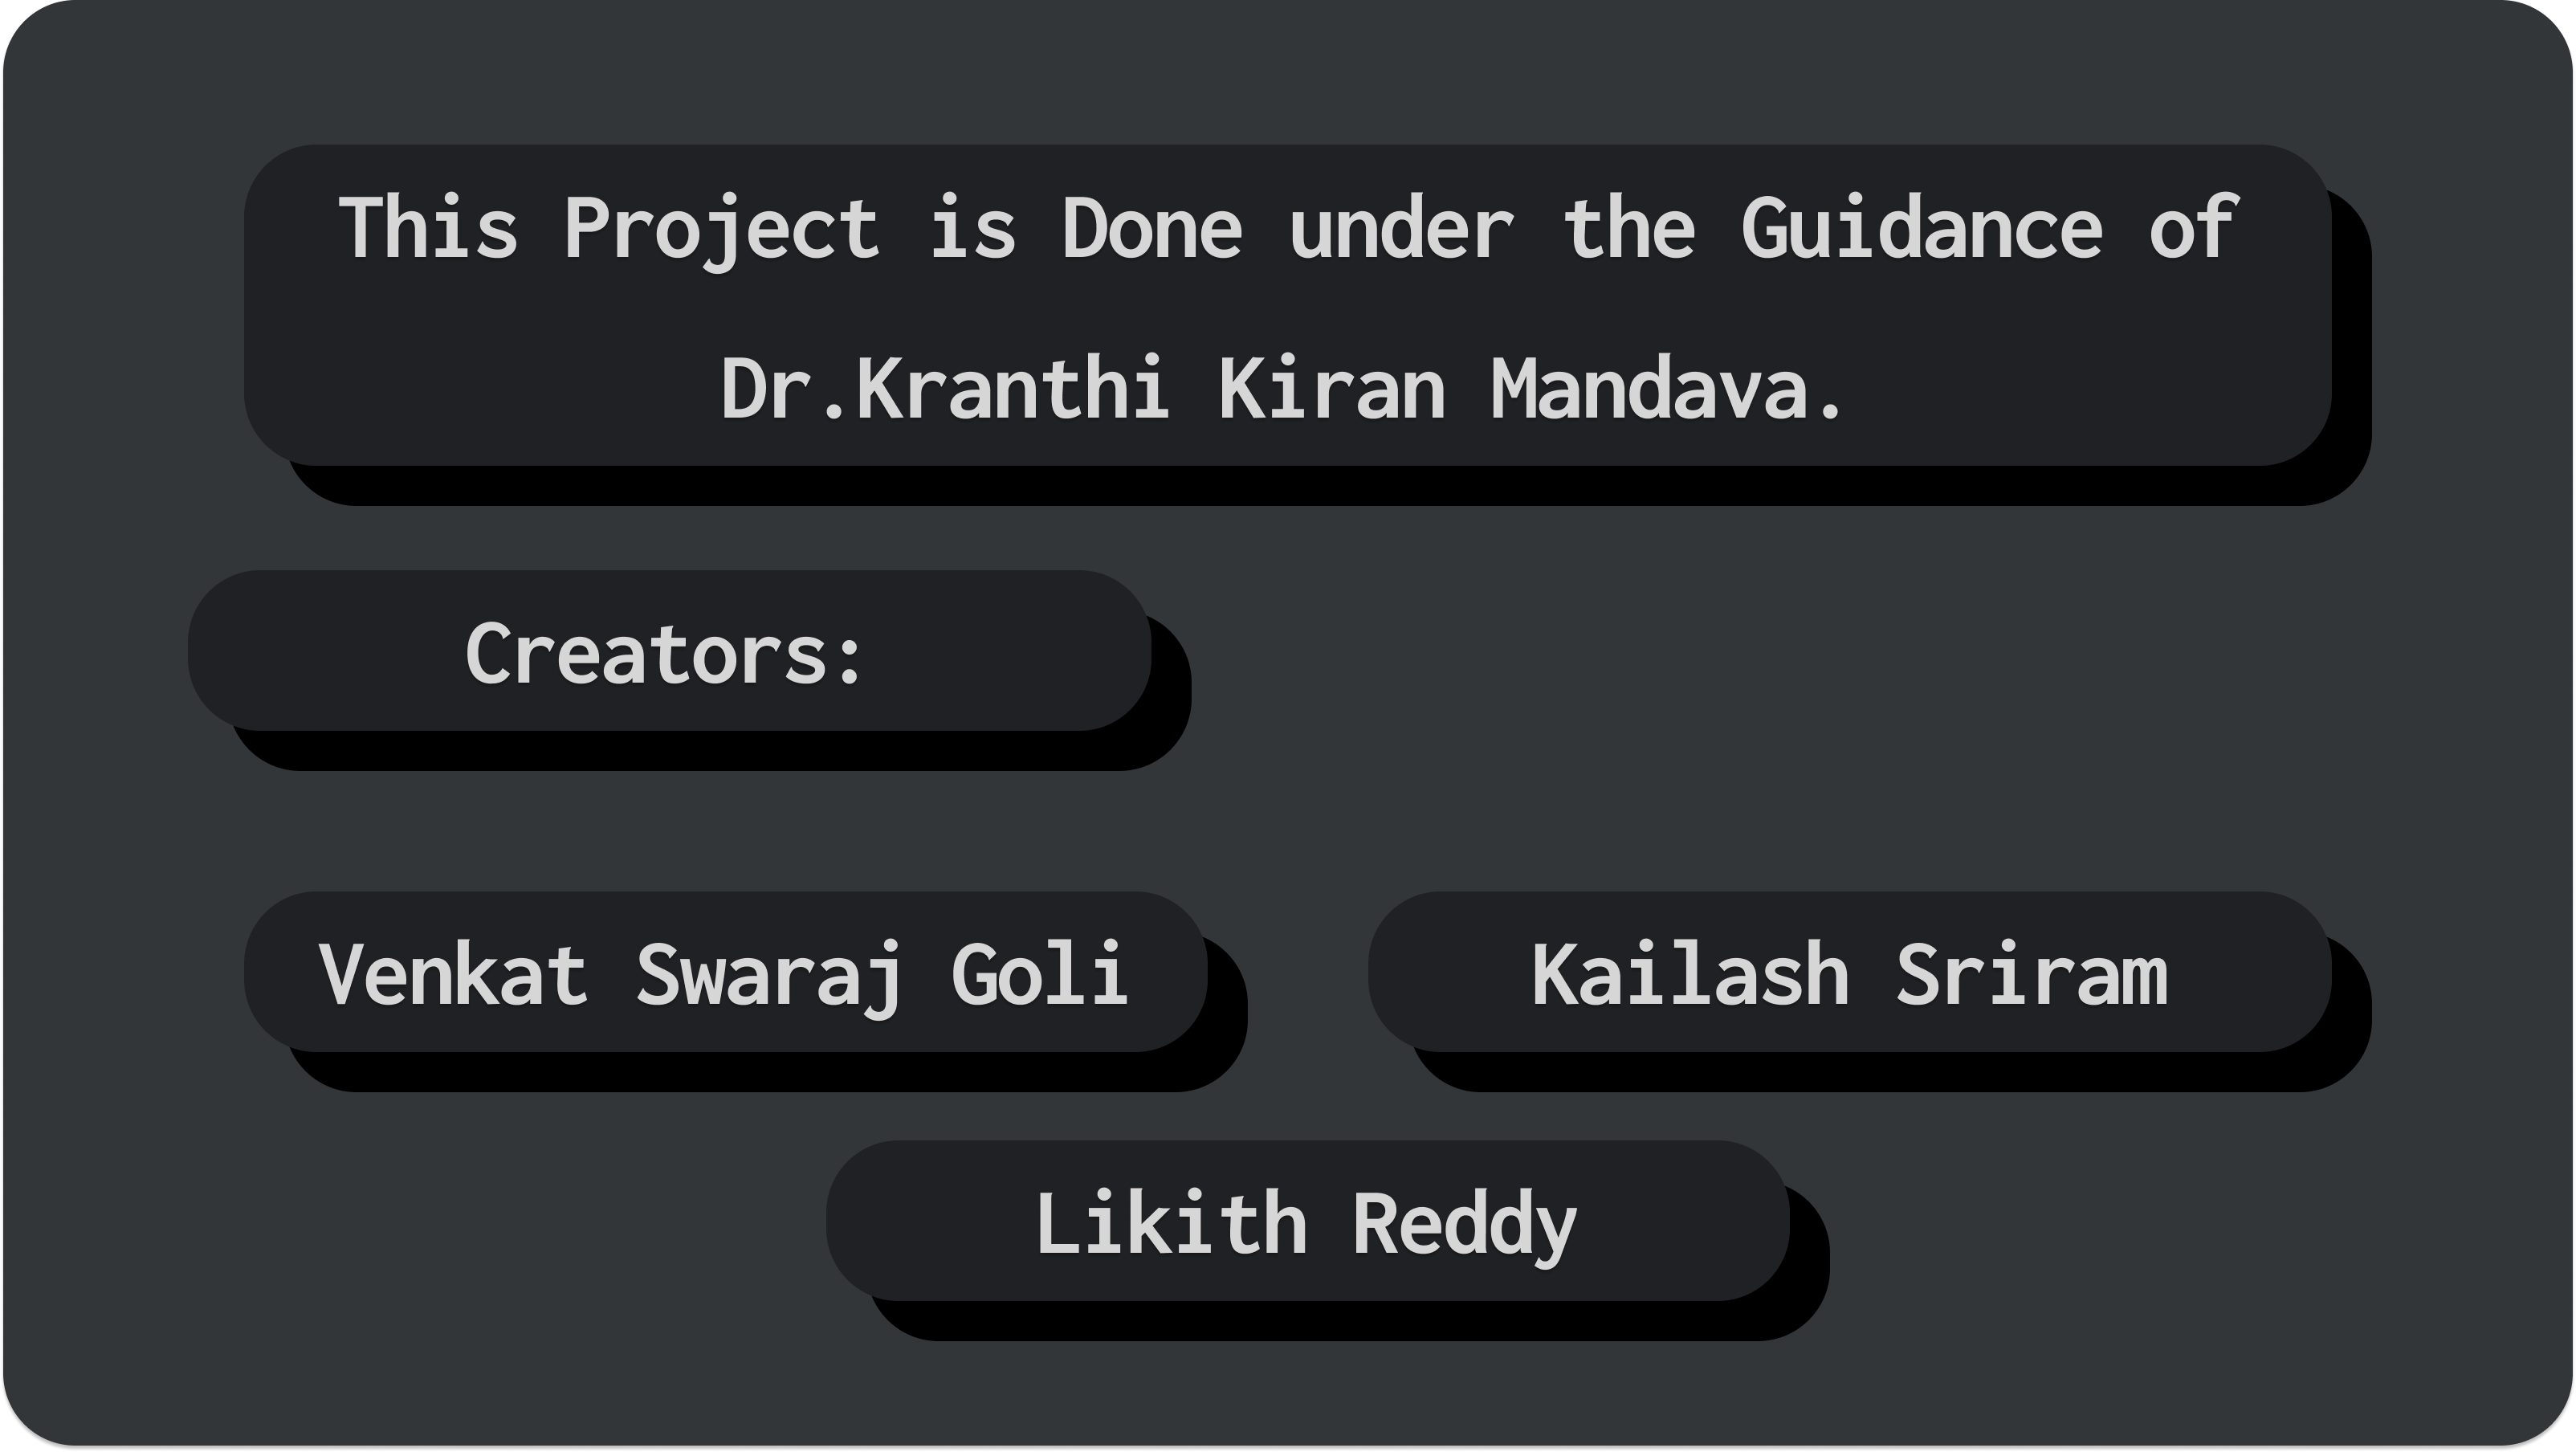 This Project is Done under the Guidance of
Dr.Kranthi Kiran Mandava.
Creators:
Venkat Swaraj Goli
Kailash Sriram
Likith Reddy